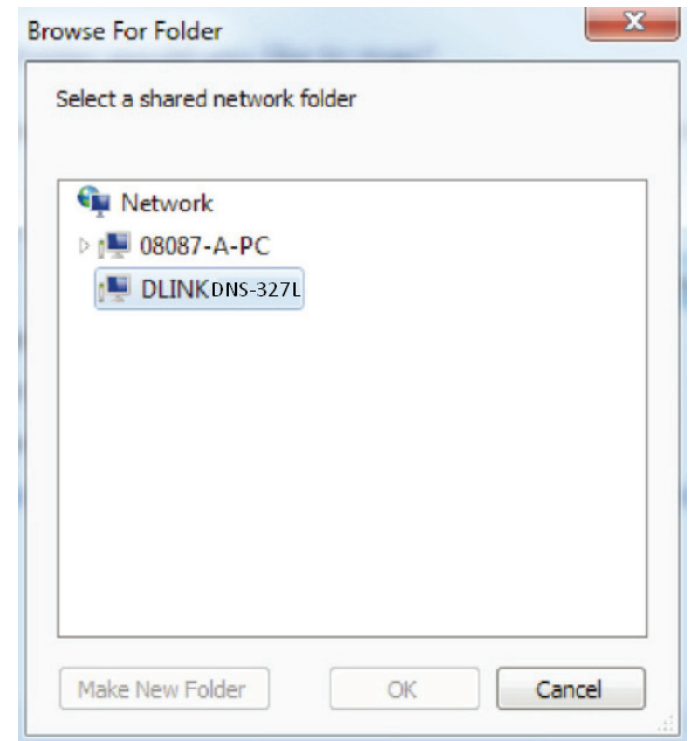 Browse For Folder
Select a shared network folder
Network
08087-A-PC
DLINKDNS-327L
Make New Folder OK Cancel